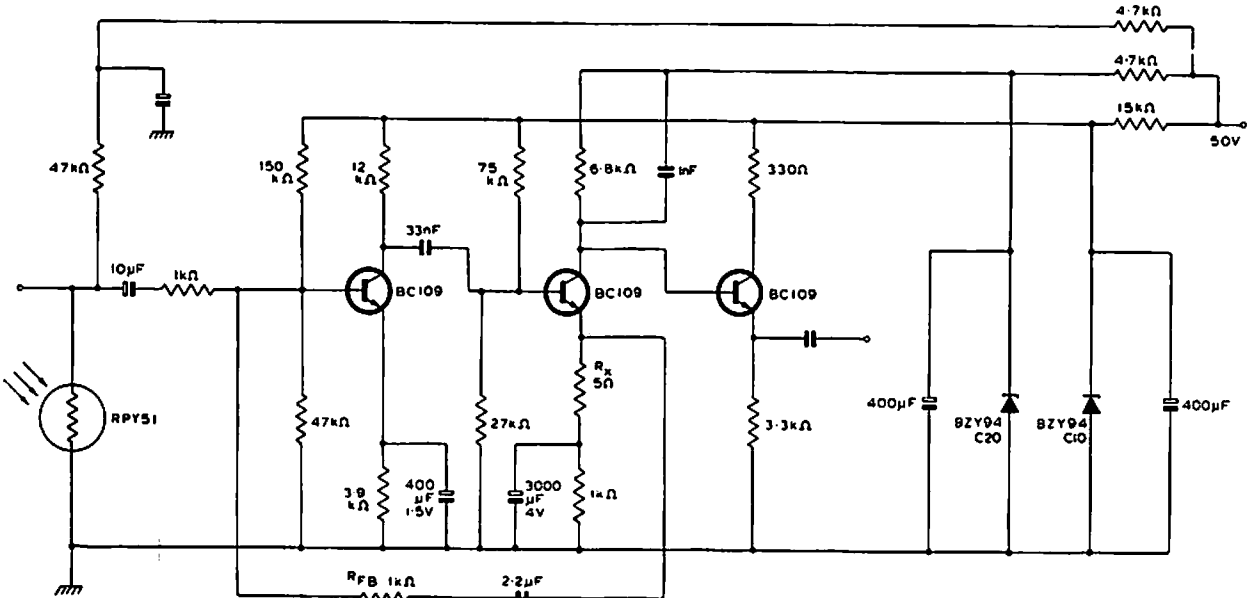 4·7kΩ
4·7kΩ
15kΩ
50V
47kΩ
150
kΩ
12
kΩ
75
kΩ
6·8kΩ
1nF
330Ω
33nF
10μF
1kΩ
BC109
BC109
BC109
RPY51
Rx
5Ω
47kΩ
27kΩ
3·3kΩ
400μF
BZY94
C20
BZY94
C10
400μF
3·9
kΩ
400
μF
1·5V
3000
μF
4V
1kΩ
RFB 1kΩ
2·2μF